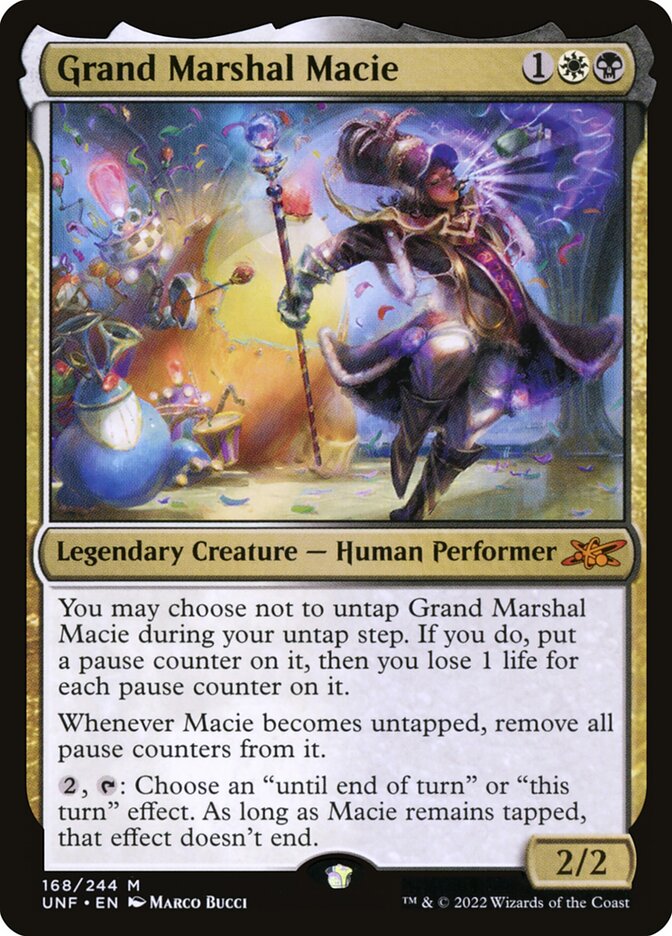 Grand Marshal Macie 1
Legendary Creature — Human Performer
You may choose not to untap Grand Marshal
Macie during your untap step. If you do, put
a pause counter on it, then you lose 1 life for
each pause counter on it.
Whenever Macie becomes untapped, remove all
pause counters from it.
2, : Choose an “until end of turn” or “this
turn” effect. As long as Macie remains tapped,
that effect doesn’t end.
2/2
168/244 M
UNF • EN Marco Bucci
™ & © 2022 Wizards of the Coast